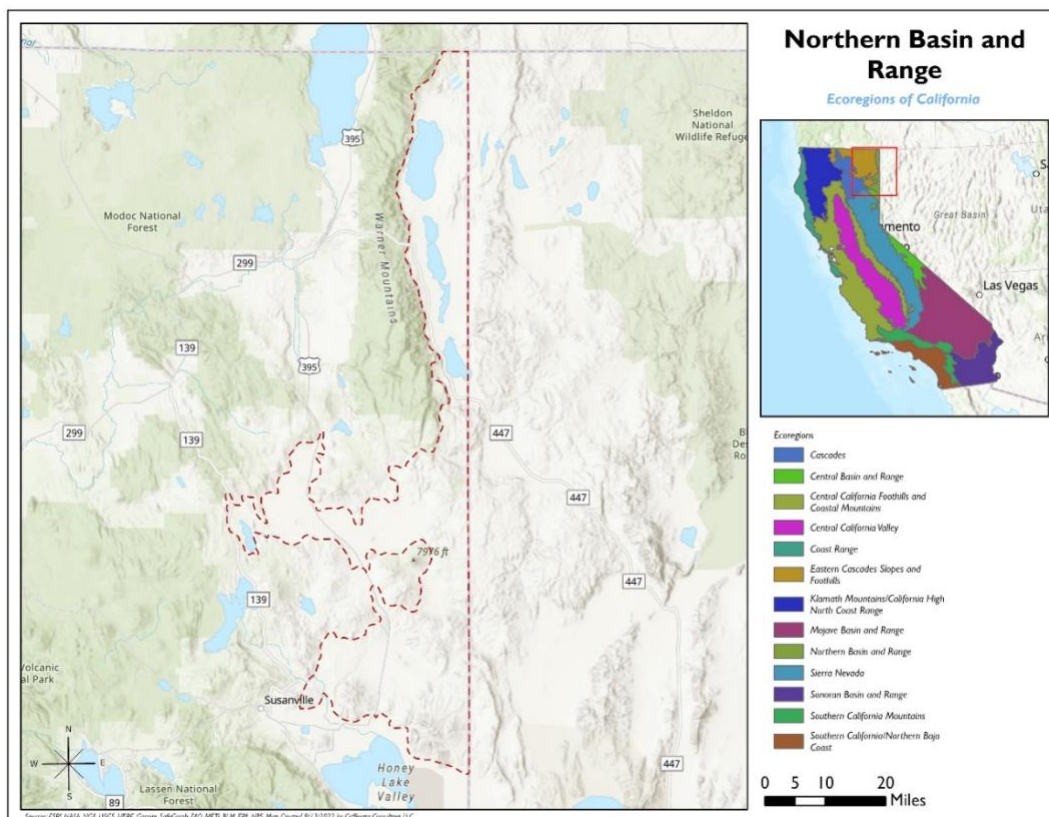 Northern Basin and
Range
Ecoregions of California
395
Sheldon
National
Wildlife Refuge
Modoc National
Forest
Warner Mountains
299
139
395
299
139
447
447
7976 ft
447
139
Volcanic
al Park
Susanville
447
Honey
Lake
Valley
Lassen National
Forest
89
N
W
E
S
Great Basin
mento
Las Vegas
Ecoregions
Cascades
Central Basin and Range
Central California Foothills and
Coastal Mountains
Central California Valley
Coast Range
Eastern Cascades Slopes and
Foothills
Klamath Mountains/California High
North Coast Range
Mojave Basin and Range
Northern Basin and Range
Sierra Nevada
Sonoran Basin and Range
Southern California Mountains
Southern California/Northern Baja
Coast
0 5 10 20
Miles